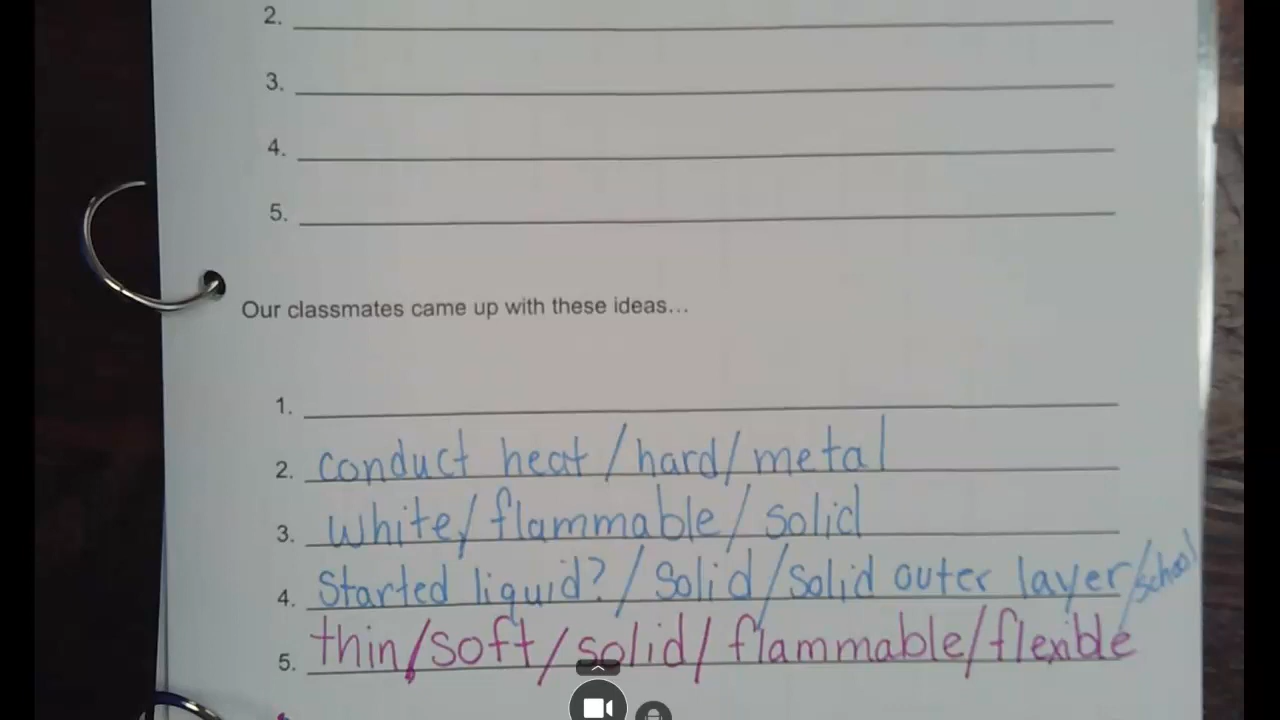 2.
3.
4.
5.
Our classmates came up with these ideas...
1.
2. conduct heat/hard/metal
3. white/flammable/solid
4. Started liquid?/Solid/Solid outer layer/school
5. thin/soft/solid/flammable/flexible